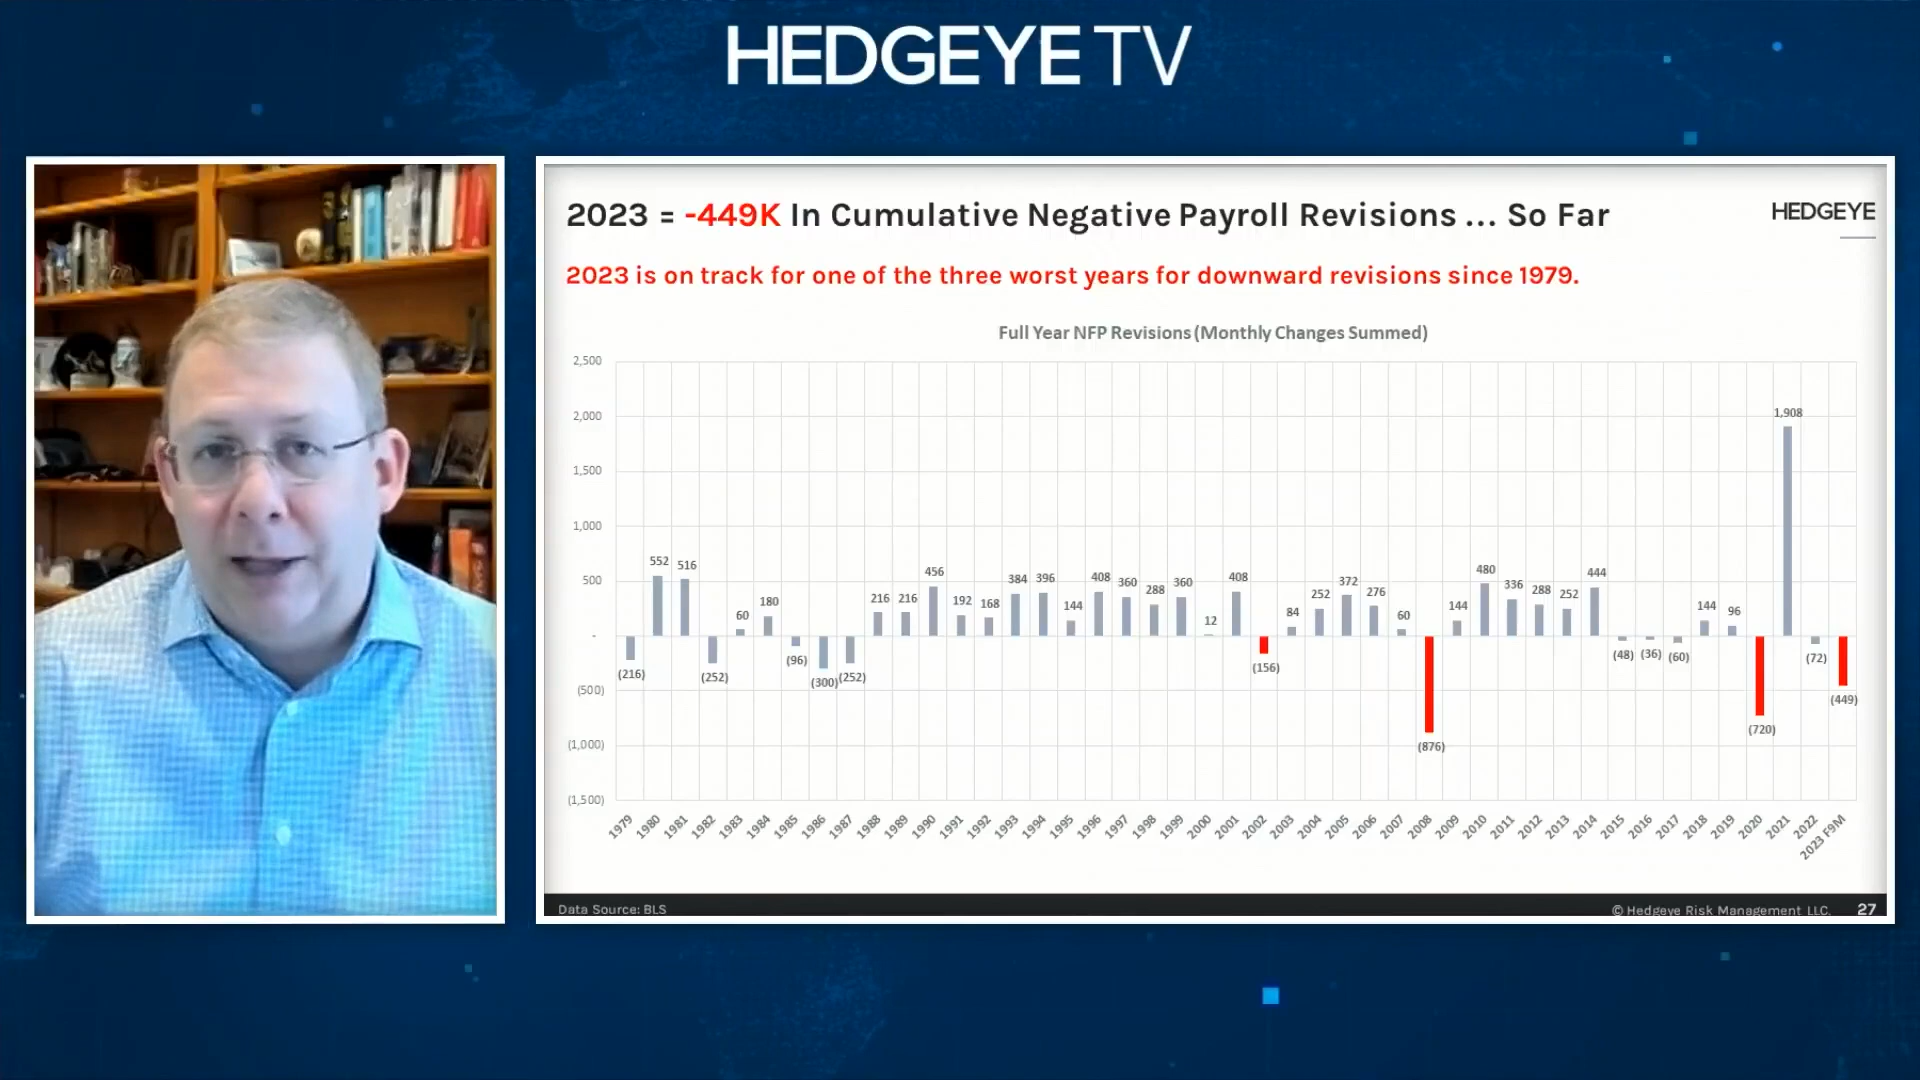 HEDGEYE TV
2023 = -449K In Cumulative Negative Payroll Revisions ... So Far
HEDGEYE
2023 is on track for one of the three worst years for downward revisions since 1979.
Full Year NFP Revisions (Monthly Changes Summed)
2,500
2,000
1,500
1,000
500
-
(500)
(1,000)
(1,500)
(216) 552 516 (252) 60 180 (96) (300) (252) 216 216 456 192 168 384 396 144 408 360 288 360 12 408 (156) 84 252 372 276 60 (876) 144 480 336 288 252 444 (48) (36) (60) 144 96 (720) 1,908 (72) (449)
1979 1980 1981 1982 1983 1984 1985 1986 1987 1988 1989 1990 1991 1992 1993 1994 1995 1996 1997 1998 1999 2000 2001 2002 2003 2004 2005 2006 2007 2008 2009 2010 2011 2012 2013 2014 2015 2016 2017 2018 2019 2020 2021 2022 2023 F9M
Data Source: BLS
© Hedgeye Risk Management LLC. 27